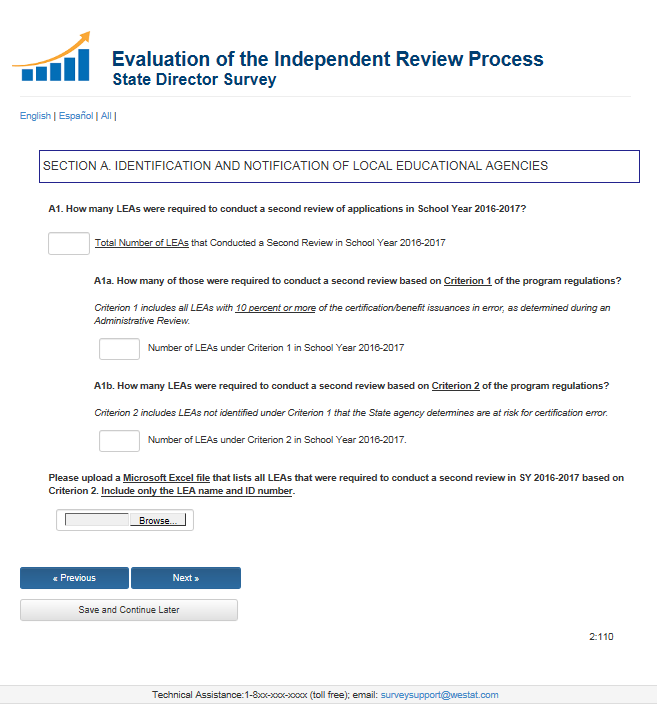 Evaluation of the Independent Review Process
State Director Survey
English | Español | All |
SECTION A. IDENTIFICATION AND NOTIFICATION OF LOCAL EDUCATIONAL AGENCIES
A1. How many LEAs were required to conduct a second review of applications in School Year 2016-2017?
Total Number of LEAs that Conducted a Second Review in School Year 2016-2017
A1a. How many of those were required to conduct a second review based on Criterion 1 of the program regulations?
Criterion 1 includes all LEAs with 10 percent or more of the certification/benefit issuances in error, as determined during an
Administrative Review.
Number of LEAs under Criterion 1 in School Year 2016-2017
A1b. How many LEAs were required to conduct a second review based on Criterion 2 of the program regulations?
Criterion 2 includes LEAs not identified under Criterion 1 that the State agency determines are at risk for certification error.
Number of LEAs under Criterion 2 in School Year 2016-2017.
Please upload a Microsoft Excel file that lists all LEAs that were required to conduct a second review in SY 2016-2017 based on
Criterion 2. Include only the LEA name and ID number.
Browse...
« Previous
Next »
Save and Continue Later
2:110
Technical Assistance:1-8xx-xxx-xxxx (toll free); email: surveysupport@westat.com